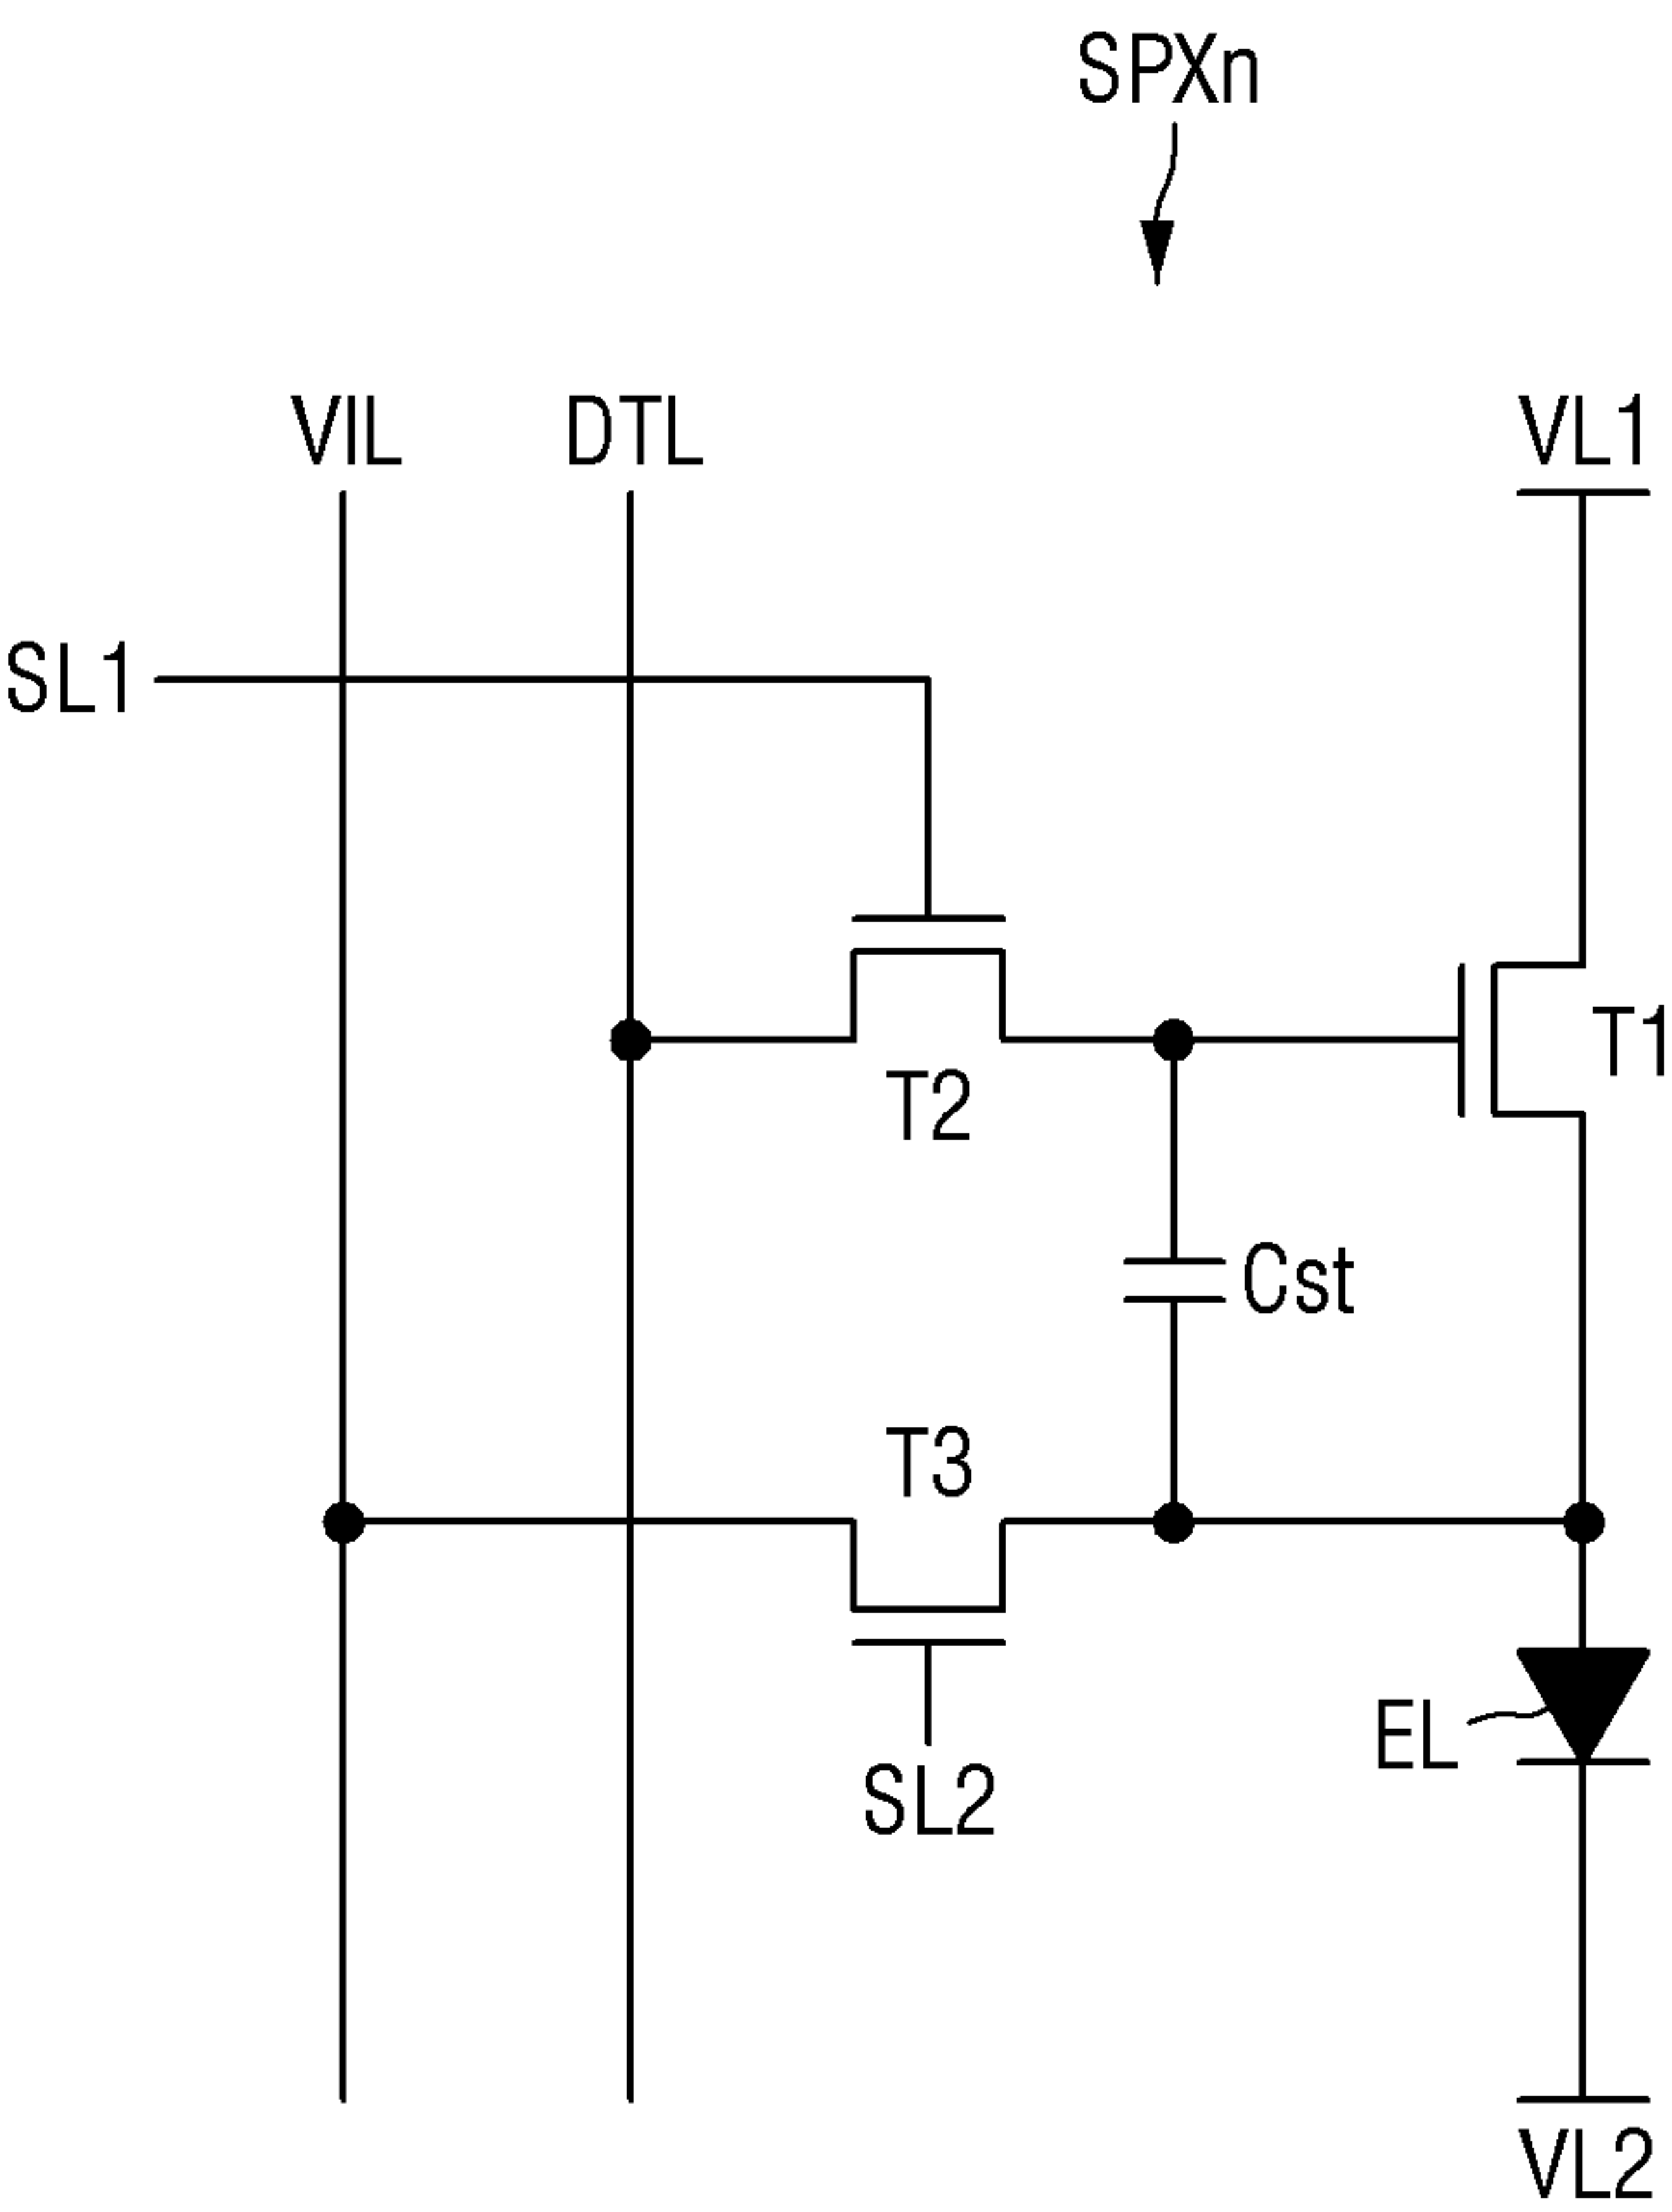 SPXn
VIL DTL VL1
SL1
T1
T2
Cst
T3
EL
SL2
VL2